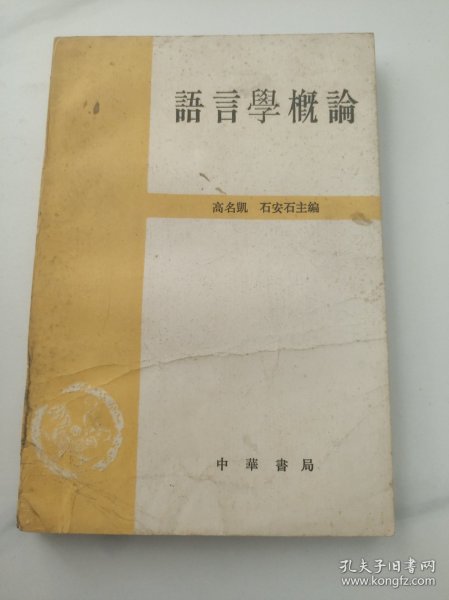 語言學概論
高名凱 石安石主編
中華書局
孔夫子旧书网
www.kongfz.com